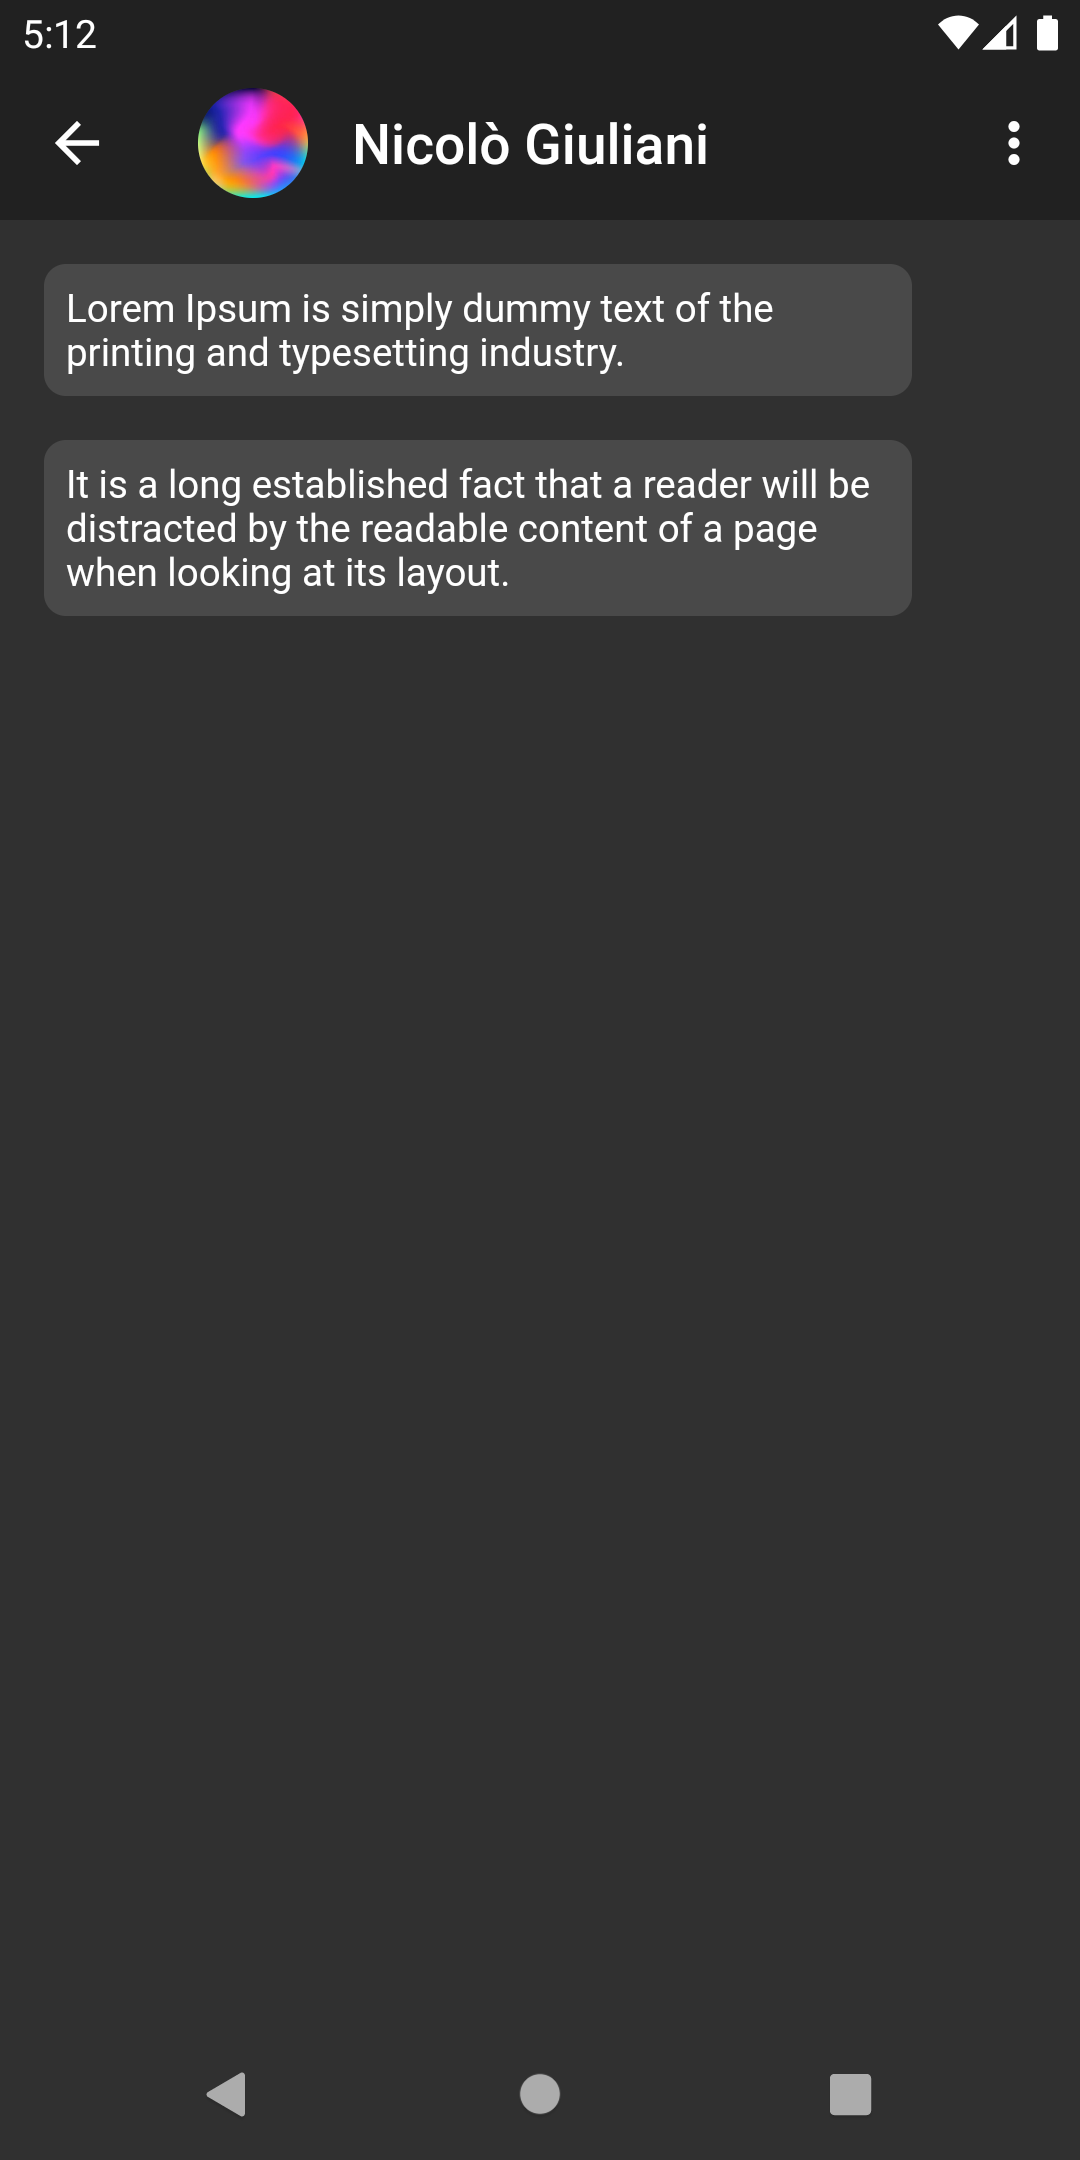 5:12
Nicolò Giuliani
Lorem Ipsum is simply dummy text of the
printing and typesetting industry.
It is a long established fact that a reader will be
distracted by the readable content of a page
when looking at its layout.